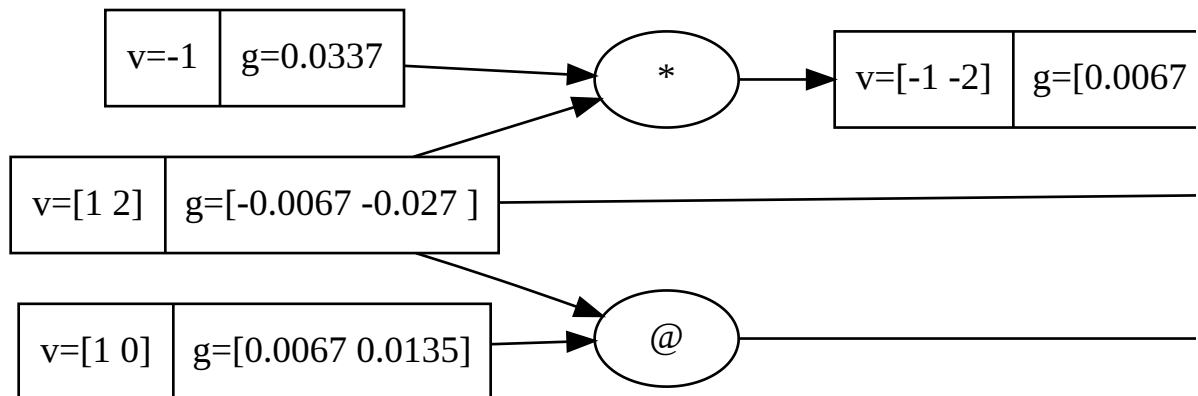 v=-1 g=0.0337
*
v=[-1 -2] g=[0.0067
v=[1 2] g=[-0.0067 -0.027 ]
v=[1 0] g=[0.0067 0.0135]
@